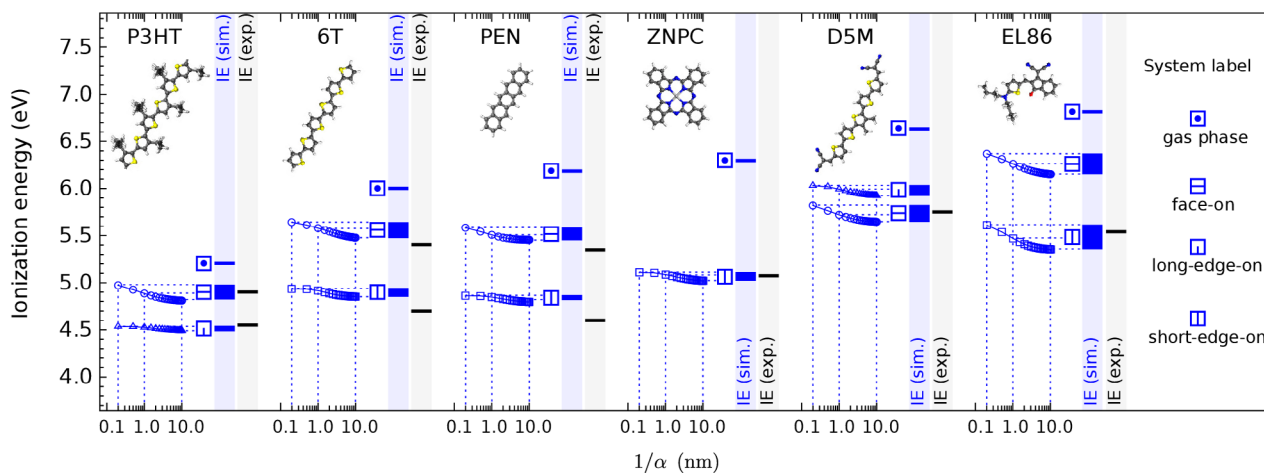 P3HT 6T PEN ZNPC D5M EL86
IE (sim.) IE (exp.) IE (sim.) IE (exp.) IE (sim.) IE (exp.)
IE (sim.) IE (exp.) IE (sim.) IE (exp.) IE (sim.) IE (exp.)
Ionization energy (eV)
7.5
7.0
6.5
6.0
5.5
5.0
4.5
4.0
0.1 1.0 10.0 0.1 1.0 10.0 0.1 1.0 10.0 0.1 1.0 10.0 0.1 1.0 10.0 0.1 1.0 10.0
1/α (nm)
System label
gas phase
face-on
long-edge-on
short-edge-on